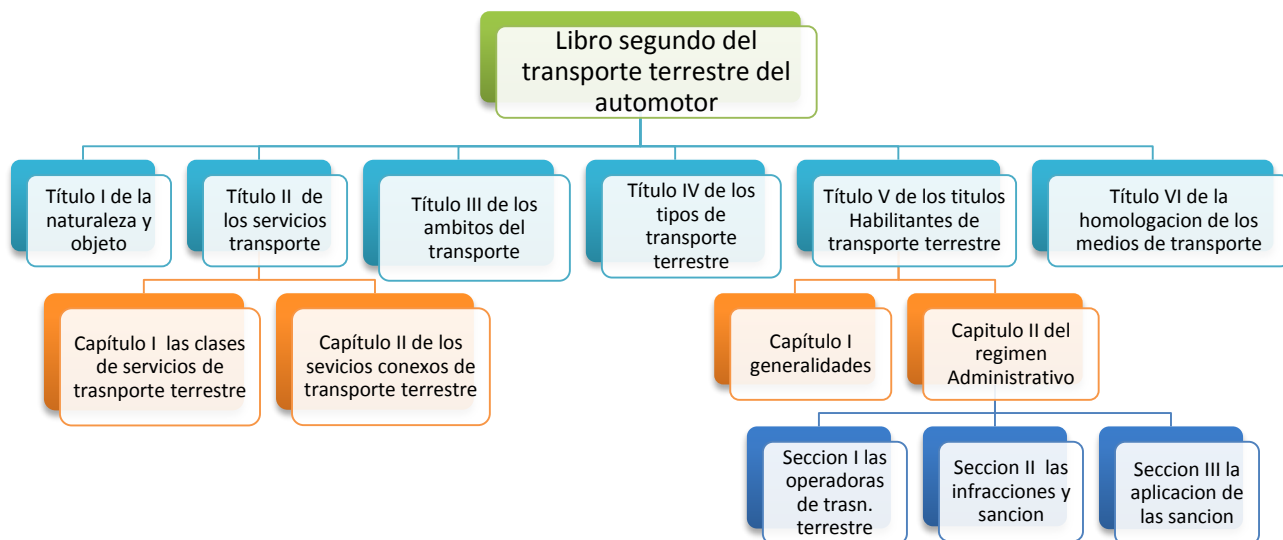 Libro segundo del
transporte terrestre del
automotor
Título I de la
naturaleza y
objeto
Título II de
los servicios
transporte
Título III de los
ambitos del
transporte
Título IV de los
tipos de
transporte
terrestre
Título V de los titulos
Habilitantes de
transporte terrestre
Título VI de la
homologacion de los
medios de transporte
Capítulo I las clases
de servicios de
trasnporte terrestre
Capítulo II de los
sevicios conexos de
transporte terrestre
Capítulo I
generalidades
Capitulo II del
regimen
Administrativo
Seccion I las
operadoras
de trasn.
terrestre
Seccion II las
infracciones y
sancion
Seccion III la
aplicacion de
las sancion